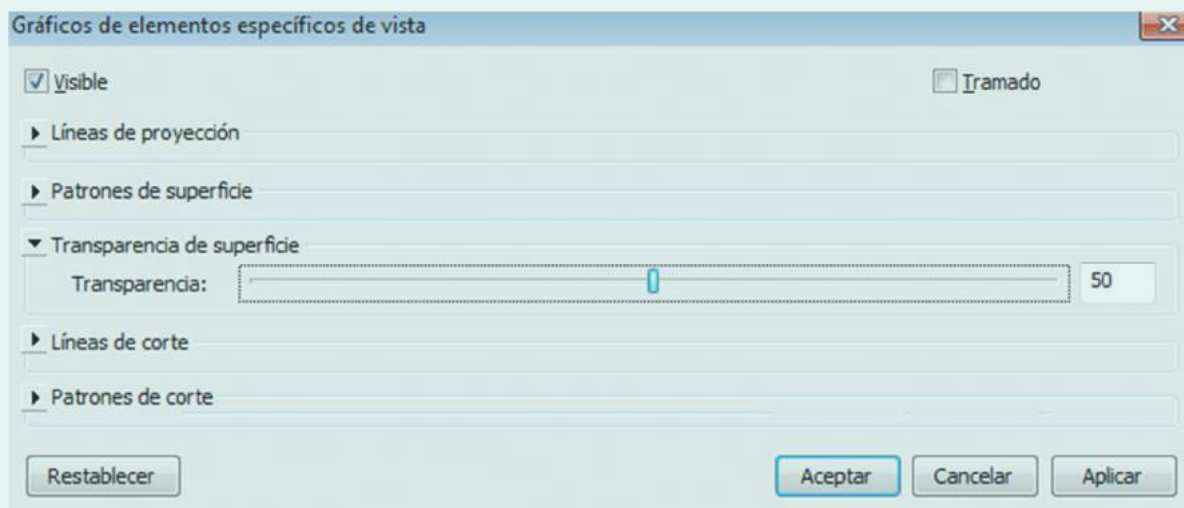 Gráficos de elementos específicos de vista
Visible
Tramado
Líneas de proyección
Patrones de superficie
Transparencia de superficie
Transparencia:
50
Líneas de corte
Patrones de corte
Restablecer
Aceptar
Cancelar
Aplicar